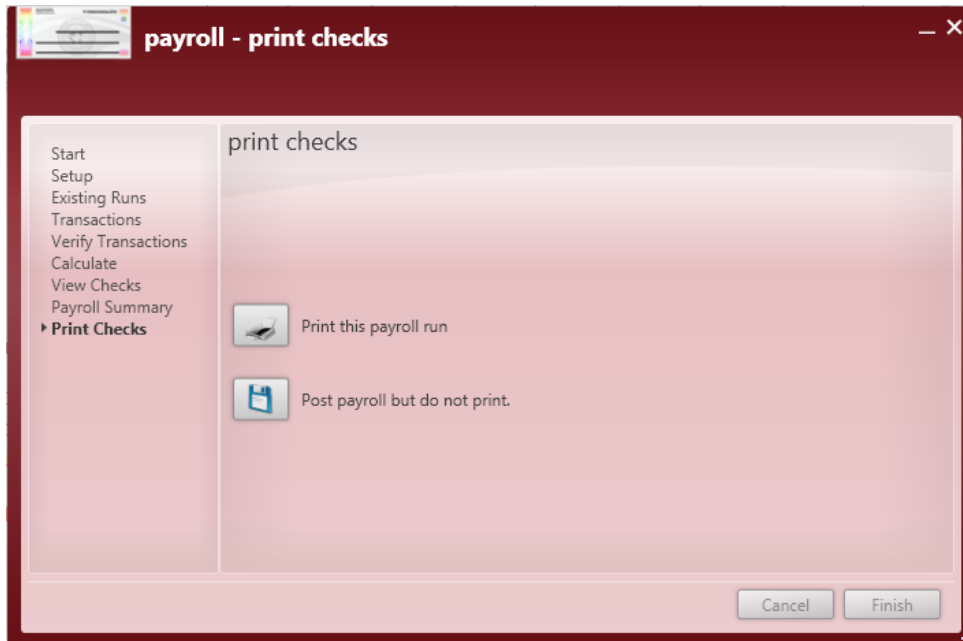 payroll - print checks
print checks
Start
Setup
Existing Runs
Transactions
Verify Transactions
Calculate
View Checks
Payroll Summary
Print Checks
Print this payroll run
Post payroll but do not print.
Cancel
Finish